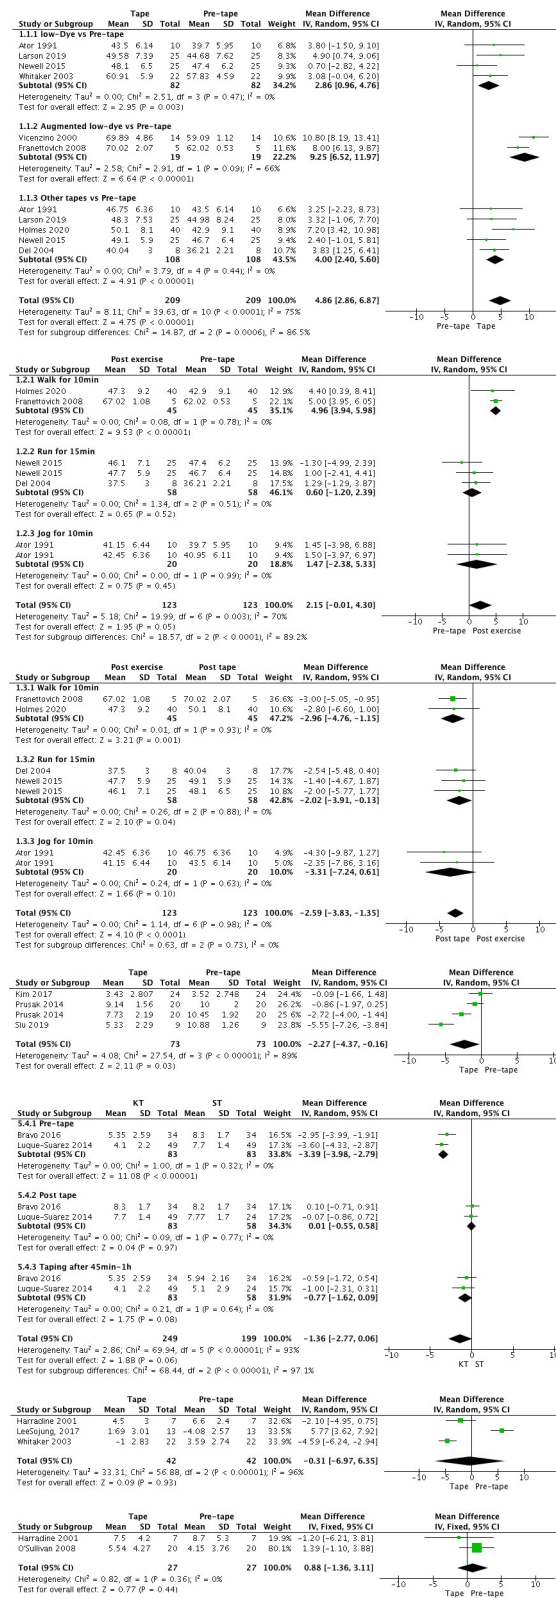 Tape Pre-tape Mean Difference Mean Difference
Study or Subgroup Mean SD Total Mean SD Total Weight IV, Random, 95% CI IV, Random, 95% CI
1.1.1 low-Dye vs Pre-tape
Ator 1991 43.5 6.14 10 39.7 5.95 10 6.8% 3.80 [-1.50, 9.10]
Larson 2019 49.58 7.39 25 44.68 7.62 25 8.5% 4.90 [0.74, 9.06]
Newell 2015 48.1 6.5 25 47.4 6.2 25 9.5% 0.70 [-2.82, 4.22]
Whitaker 2003 60.91 5.9 22 57.83 4.59 22 9.9% 3.08 [-0.04, 6.20]
Subtotal (95% CI) 82 82 34.2% 2.86 [0.96, 4.76]
Heterogeneity: Tau² = 0.00; Chi² = 2.51, df = 3 (P = 0.47); I² = 0%
Test for overall effect: Z = 2.95 (P = 0.003)
1.1.2 Augmented low-dye vs Pre-tape
Vicenzino 2000 69.89 4.86 14 59.09 1.12 14 10.6% 10.80 [8.19, 13.41]
Franettovich 2008 70.02 2.07 5 62.02 0.53 5 11.6% 8.00 [6.13, 9.87]
Subtotal (95% CI) 19 19 22.2% 9.25 [6.52, 11.97]
Heterogeneity: Tau² = 2.58; Chi² = 2.91, df = 1 (P = 0.09); I² = 66%
Test for overall effect: Z = 6.64 (P < 0.00001)
1.1.3 Other tapes vs Pre-tape
Ator 1991 46.75 6.36 10 43.5 6.14 10 6.6% 3.25 [-2.23, 8.73]
Larson 2019 48.3 7.53 25 44.98 8.24 25 8.1% 3.32 [-1.06, 7.70]
Holmes 2020 50.1 8.1 40 42.9 9.1 40 9.2% 7.20 [3.42, 10.98]
Newell 2015 49.1 5.9 25 46.7 6.4 25 9.6% 2.40 [-1.01, 5.81]
Del 2004 40.04 3 8 36.21 2.21 8 10.7% 3.83 [1.25, 6.41]
Subtotal (95% CI) 108 108 43.5% 4.00 [2.40, 5.60]
Heterogeneity: Tau² = 0.00; Chi² = 3.79, df = 4 (P = 0.44); I² = 0%
Test for overall effect: Z = 4.91 (P < 0.00001)
Total (95% CI) 209 209 100.0% 4.86 [2.86, 6.87]
Heterogeneity: Tau² = 8.11; Chi² = 39.63, df = 10 (P < 0.0001); I² = 75%
Test for overall effect: Z = 4.75 (P < 0.00001)
Test for subgroup differences: Chi² = 14.87, df = 2 (P = 0.0006), I² = 86.5%
-10 -5 0 5 10
Pre-tape Tape
Post exercise Pre-tape Mean Difference Mean Difference
Study or Subgroup Mean SD Total Mean SD Total Weight IV, Random, 95% CI IV, Random, 95% CI
1.2.1 Walk for 10min
Holmes 2020 47.3 9.2 40 42.9 9.1 40 12.9% 4.40 [0.39, 8.41]
Franettovich 2008 67.02 1.08 5 62.02 0.53 5 22.1% 5.00 [3.95, 6.05]
Subtotal (95% CI) 45 45 35.1% 4.96 [3.94, 5.98]
Heterogeneity: Tau² = 0.00; Chi² = 0.08, df = 1 (P = 0.78); I² = 0%
Test for overall effect: Z = 9.53 (P < 0.00001)
1.2.2 Run for 15min
Newell 2015 46.1 7.1 25 47.4 6.2 25 13.9% -1.30 [-4.99, 2.39]
Newell 2015 47.7 5.9 25 46.7 6.4 25 14.8% 1.00 [-2.41, 4.41]
Del 2004 37.5 3 8 36.21 2.21 8 17.4% 1.29 [-1.29, 3.87]
Subtotal (95% CI) 58 58 46.1% 0.60 [-1.20, 2.39]
Heterogeneity: Tau² = 0.00; Chi² = 1.34, df = 2 (P = 0.51); I² = 0%
Test for overall effect: Z = 0.65 (P = 0.52)
1.2.3 Jog for 10min
Ator 1991 41.15 6.44 10 39.7 5.95 10 9.4% 1.45 [-3.98, 6.88]
Ator 1991 42.45 6.36 10 40.95 6.11 10 9.4% 1.50 [-3.97, 6.97]
Subtotal (95% CI) 20 20 18.8% 1.47 [-2.38, 5.33]
Heterogeneity: Tau² = 0.00; Chi² = 0.00, df = 1 (P = 0.99); I² = 0%
Test for overall effect: Z = 0.75 (P = 0.45)
Total (95% CI) 123 123 100.0% 2.15 [-0.01, 4.30]
Heterogeneity: Tau² = 5.18; Chi² = 19.99, df = 6 (P = 0.003); I² = 70%
Test for overall effect: Z = 1.95 (P = 0.05)
Test for subgroup differences: Chi² = 18.57, df = 2 (P < 0.0001), I² = 89.2%
-10 -5 0 5 10
Pre-tape Post exercise
Post exercise Post tape Mean Difference Mean Difference
Study or Subgroup Mean SD Total Mean SD Total Weight IV, Random, 95% CI IV, Random, 95% CI
1.3.1 Walk for 10min
Franettovich 2008 67.02 1.08 5 70.02 2.07 5 36.6% -3.00 [-5.05, -0.95]
Holmes 2020 47.3 9.2 40 50.1 8.1 40 10.6% -2.80 [-6.60, 1.00]
Subtotal (95% CI) 45 45 47.2% -2.96 [-4.76, -1.15]
Heterogeneity: Tau² = 0.00; Chi² = 0.01, df = 1 (P = 0.93); I² = 0%
Test for overall effect: Z = 3.21 (P = 0.001)
1.3.2 Run for 15min
Del 2004 37.5 3 8 40.04 3 8 17.7% -2.54 [-5.48, 0.40]
Newell 2015 47.7 5.9 25 49.1 5.9 25 14.3% -1.40 [-4.67, 1.87]
Newell 2015 46.1 7.1 25 48.1 6.5 25 10.8% -2.00 [-5.77, 1.77]
Subtotal (95% CI) 58 58 42.8% -2.02 [-3.91, -0.13]
Heterogeneity: Tau² = 0.00; Chi² = 0.26, df = 2 (P = 0.88); I² = 0%
Test for overall effect: Z = 2.10 (P = 0.04)
1.3.3 Jog for 10min
Ator 1991 42.45 6.36 10 46.75 6.36 10 4.9% -4.30 [-9.87, 1.27]
Ator 1991 41.15 6.44 10 43.5 6.14 10 5.0% -2.35 [-7.86, 3.16]
Subtotal (95% CI) 20 20 10.0% -3.31 [-7.24, 0.61]
Heterogeneity: Tau² = 0.00; Chi² = 0.24, df = 1 (P = 0.63); I² = 0%
Test for overall effect: Z = 1.66 (P = 0.10)
Total (95% CI) 123 123 100.0% -2.59 [-3.83, -1.35]
Heterogeneity: Tau² = 0.00; Chi² = 1.14, df = 6 (P = 0.98); I² = 0%
Test for overall effect: Z = 4.10 (P < 0.0001)
Test for subgroup differences: Chi² = 0.63, df = 2 (P = 0.73), I² = 0%
-10 -5 0 5 10
Post tape Post exercise
Tape Pre-tape Mean Difference Mean Difference
Study or Subgroup Mean SD Total Mean SD Total Weight IV, Random, 95% CI IV, Random, 95% CI
Kim 2017 3.43 2.807 24 3.52 2.748 24 24.4% -0.09 [-1.66, 1.48]
Prusak 2014 9.14 1.56 20 10 2 20 26.2% -0.86 [-1.97, 0.25]
Prusak 2014 7.73 2.19 20 10.45 1.92 20 25.6% -2.72 [-4.00, -1.44]
Siu 2019 5.33 2.29 9 10.88 1.26 9 23.8% -5.55 [-7.26, -3.84]
Total (95% CI) 73 73 100.0% -2.27 [-4.37, -0.16]
Heterogeneity: Tau² = 4.08; Chi² = 27.54, df = 3 (P < 0.00001); I² = 89%
Test for overall effect: Z = 2.11 (P = 0.03)
-10 -5 0 5 10
Tape Pre-tape
KT ST Mean Difference Mean Difference
Study or Subgroup Mean SD Total Mean SD Total Weight IV, Random, 95% CI IV, Random, 95% CI
5.4.1 Pre-tape
Bravo 2016 5.35 2.59 34 8.3 1.7 34 16.5% -2.95 [-3.99, -1.91]
Luque-Suarez 2014 4.1 2.2 49 7.7 1.4 49 17.3% -3.60 [-4.33, -2.87]
Subtotal (95% CI) 83 83 33.8% -3.39 [-3.98, -2.79]
Heterogeneity: Tau² = 0.00; Chi² = 1.00, df = 1 (P = 0.32); I² = 0%
Test for overall effect: Z = 11.08 (P < 0.00001)
5.4.2 Post tape
Bravo 2016 8.3 1.7 34 8.2 1.7 34 17.1% 0.10 [-0.71, 0.91]
Luque-Suarez 2014 7.7 1.4 49 7.77 1.7 24 17.1% -0.07 [-0.86, 0.72]
Subtotal (95% CI) 83 58 34.3% 0.01 [-0.55, 0.58]
Heterogeneity: Tau² = 0.00; Chi² = 0.09, df = 1 (P = 0.77); I² = 0%
Test for overall effect: Z = 0.04 (P = 0.97)
5.4.3 Taping after 45min-1h
Bravo 2016 5.35 2.59 34 5.94 2.16 34 16.2% -0.59 [-1.72, 0.54]
Luque-Suarez 2014 4.1 2.2 49 5.1 2.9 24 15.7% -1.00 [-2.31, 0.31]
Subtotal (95% CI) 83 58 31.9% -0.77 [-1.62, 0.09]
Heterogeneity: Tau² = 0.00; Chi² = 0.21, df = 1 (P = 0.64); I² = 0%
Test for overall effect: Z = 1.75 (P = 0.08)
Total (95% CI) 249 199 100.0% -1.36 [-2.77, 0.06]
Heterogeneity: Tau² = 2.86; Chi² = 69.94, df = 5 (P < 0.00001); I² = 93%
Test for overall effect: Z = 1.88 (P = 0.06)
Test for subgroup differences: Chi² = 68.44, df = 2 (P < 0.00001), I² = 97.1%
-10 -5 0 5 10
KT ST
Tape Pre-tape Mean Difference Mean Difference
Study or Subgroup Mean SD Total Mean SD Total Weight IV, Random, 95% CI IV, Random, 95% CI
Harradine 2001 4.5 3 7 6.6 2.4 7 32.6% -2.10 [-4.95, 0.75]
LeeSojung, 2017 1.69 3.01 13 -4.08 2.57 13 33.5% 5.77 [3.62, 7.92]
Whitaker 2003 -1 2.83 22 3.59 2.74 22 33.9% -4.59 [-6.24, -2.94]
Total (95% CI) 42 42 100.0% -0.31 [-6.97, 6.35]
Heterogeneity: Tau² = 33.31; Chi² = 56.88, df = 2 (P < 0.00001); I² = 96%
Test for overall effect: Z = 0.09 (P = 0.93)
-10 -5 0 5 10
Tape Pre-tape
Tape Pre-tape Mean Difference Mean Difference
Study or Subgroup Mean SD Total Mean SD Total Weight IV, Fixed, 95% CI IV, Fixed, 95% CI
Harradine 2001 7.5 4.2 7 8.7 5.3 7 19.9% -1.20 [-6.21, 3.81]
O'Sullivan 2008 5.54 4.27 20 4.15 3.76 20 80.1% 1.39 [-1.10, 3.88]
Total (95% CI) 27 27 100.0% 0.88 [-1.36, 3.11]
Heterogeneity: Chi² = 0.82, df = 1 (P = 0.36); I² = 0%
Test for overall effect: Z = 0.77 (P = 0.44)
-10 -5 0 5 10
Tape Pre-tape